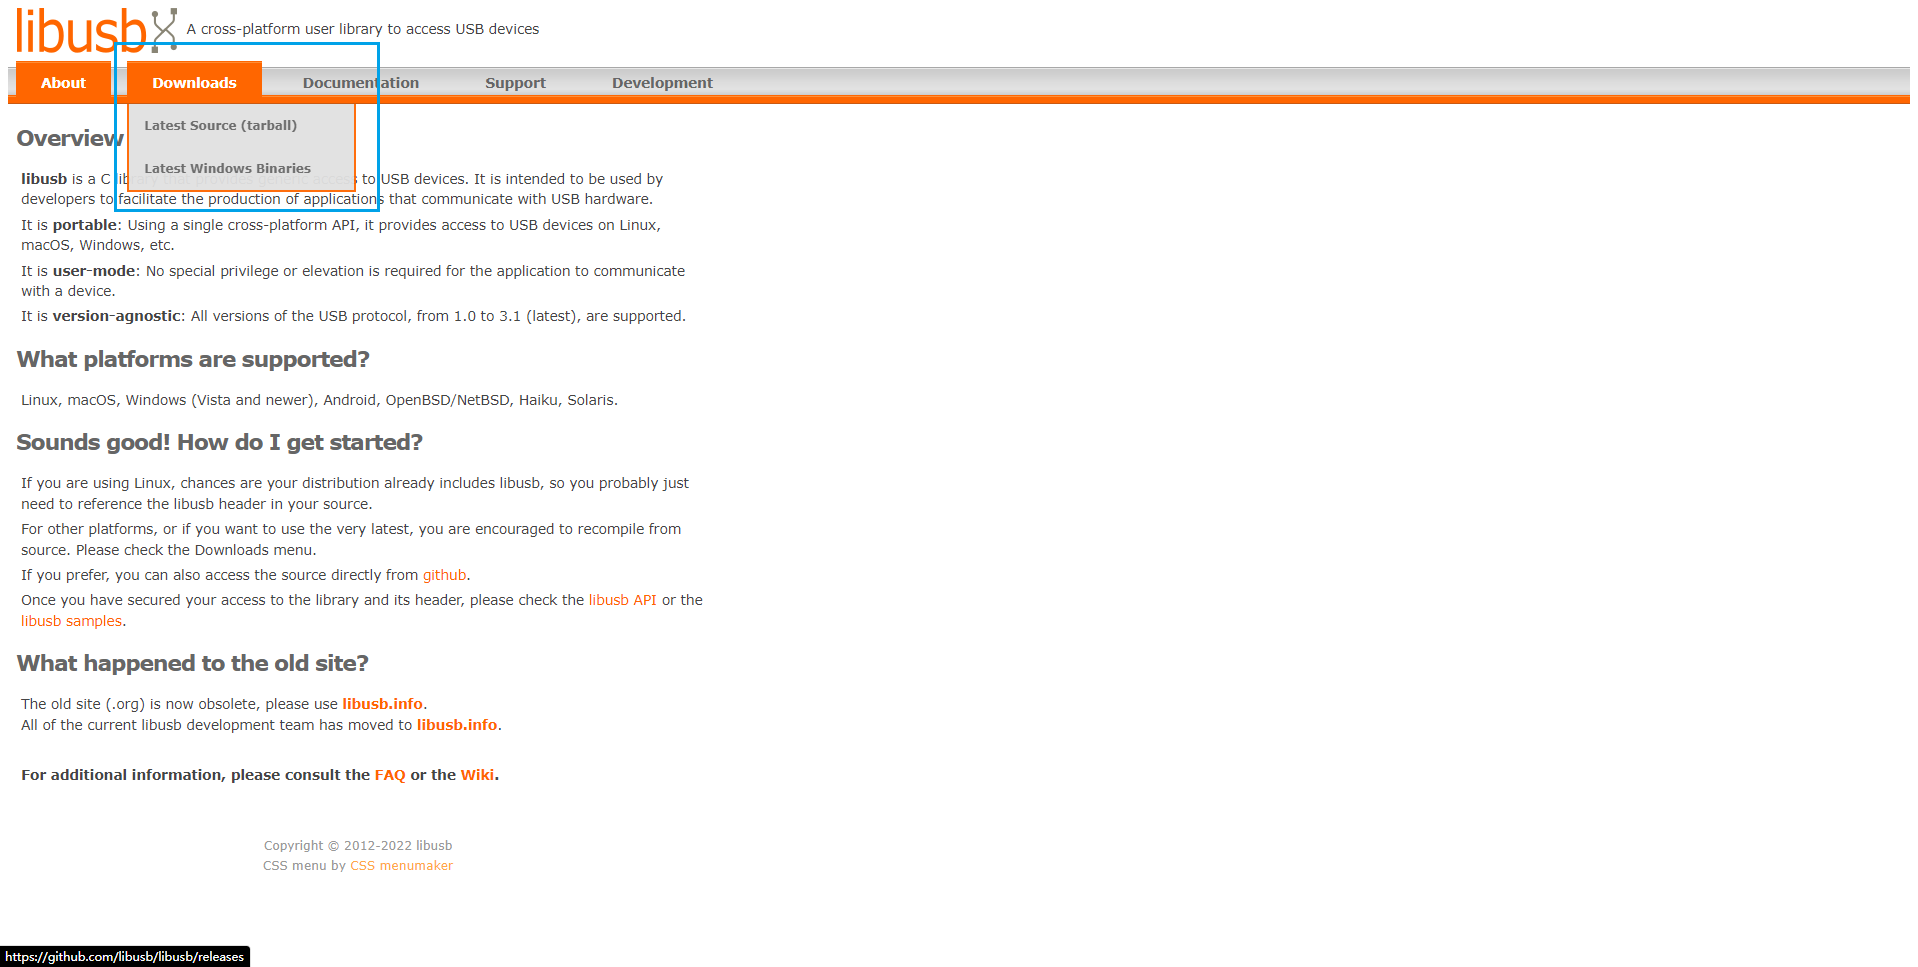 libusb A cross-platform user library to access USB devices
About Downloads Documentation Support Development
Latest Source (tarball)
Latest Windows Binaries
Overview
libusb is a C library that provides generic access to USB devices. It is intended to be used by
developers to facilitate the production of applications that communicate with USB hardware.
It is portable: Using a single cross-platform API, it provides access to USB devices on Linux,
macOS, Windows, etc.
It is user-mode: No special privilege or elevation is required for the application to communicate
with a device.
It is version-agnostic: All versions of the USB protocol, from 1.0 to 3.1 (latest), are supported.
What platforms are supported?
Linux, macOS, Windows (Vista and newer), Android, OpenBSD/NetBSD, Haiku, Solaris.
Sounds good! How do I get started?
If you are using Linux, chances are your distribution already includes libusb, so you probably just
need to reference the libusb header in your source.
For other platforms, or if you want to use the very latest, you are encouraged to recompile from
source. Please check the Downloads menu.
If you prefer, you can also access the source directly from github.
Once you have secured your access to the library and its header, please check the libusb API or the
libusb samples.
What happened to the old site?
The old site (.org) is now obsolete, please use libusb.info.
All of the current libusb development team has moved to libusb.info.
For additional information, please consult the FAQ or the Wiki.
Copyright © 2012-2022 libusb
CSS menu by CSS menumaker
https://github.com/libusb/libusb/releases